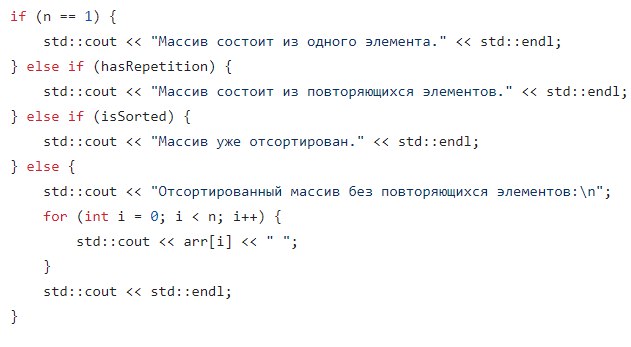 if (n == 1) {
    std::cout << "Массив состоит из одного элемента." << std::endl;
} else if (hasRepetition) {
    std::cout << "Массив состоит из повторяющихся элементов." << std::endl;
} else if (isSorted) {
    std::cout << "Массив уже отсортирован." << std::endl;
} else {
    std::cout << "Отсортированный массив без повторяющихся элементов:\n";
    for (int i = 0; i < n; i++) {
        std::cout << arr[i] << " ";
    }
    std::cout << std::endl;
}